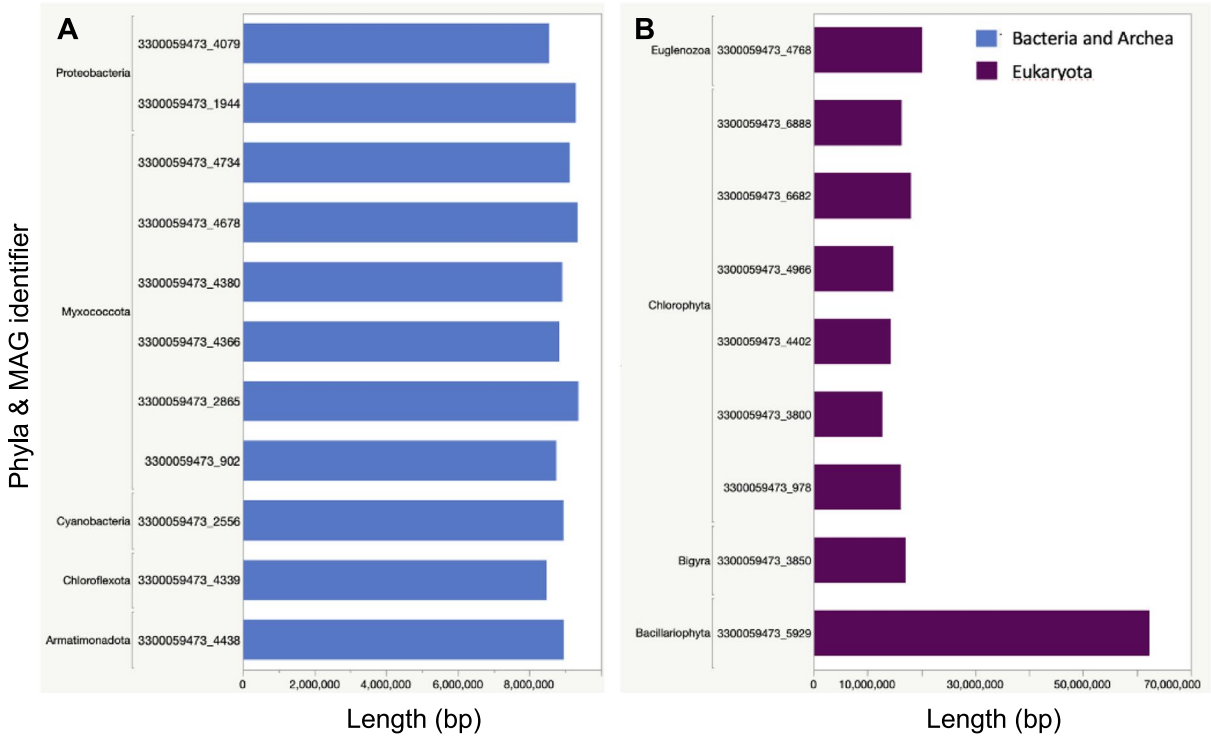 A
Phyla & MAG identifier
Proteobacteria
3300059473_4079
3300059473_1944
Myxococcota
3300059473_4734
3300059473_4678
3300059473_4380
3300059473_4366
3300059473_2865
3300059473_902
Cyanobacteria 3300059473_2556
Chloroflexota 3300059473_4339
Armatimonadota 3300059473_4438
0 2,000,000 4,000,000 6,000,000 8,000,000
Length (bp)
B
Bacteria and Archea
Eukaryota
Euglenozoa 3300059473_4768
Chlorophyta
3300059473_6888
3300059473_6682
3300059473_4966
3300059473_4402
3300059473_3800
3300059473_978
Bigyra 3300059473_3850
Bacillariophyta 3300059473_5929
0 10,000,000 30,000,000 50,000,000 70,000,000
Length (bp)